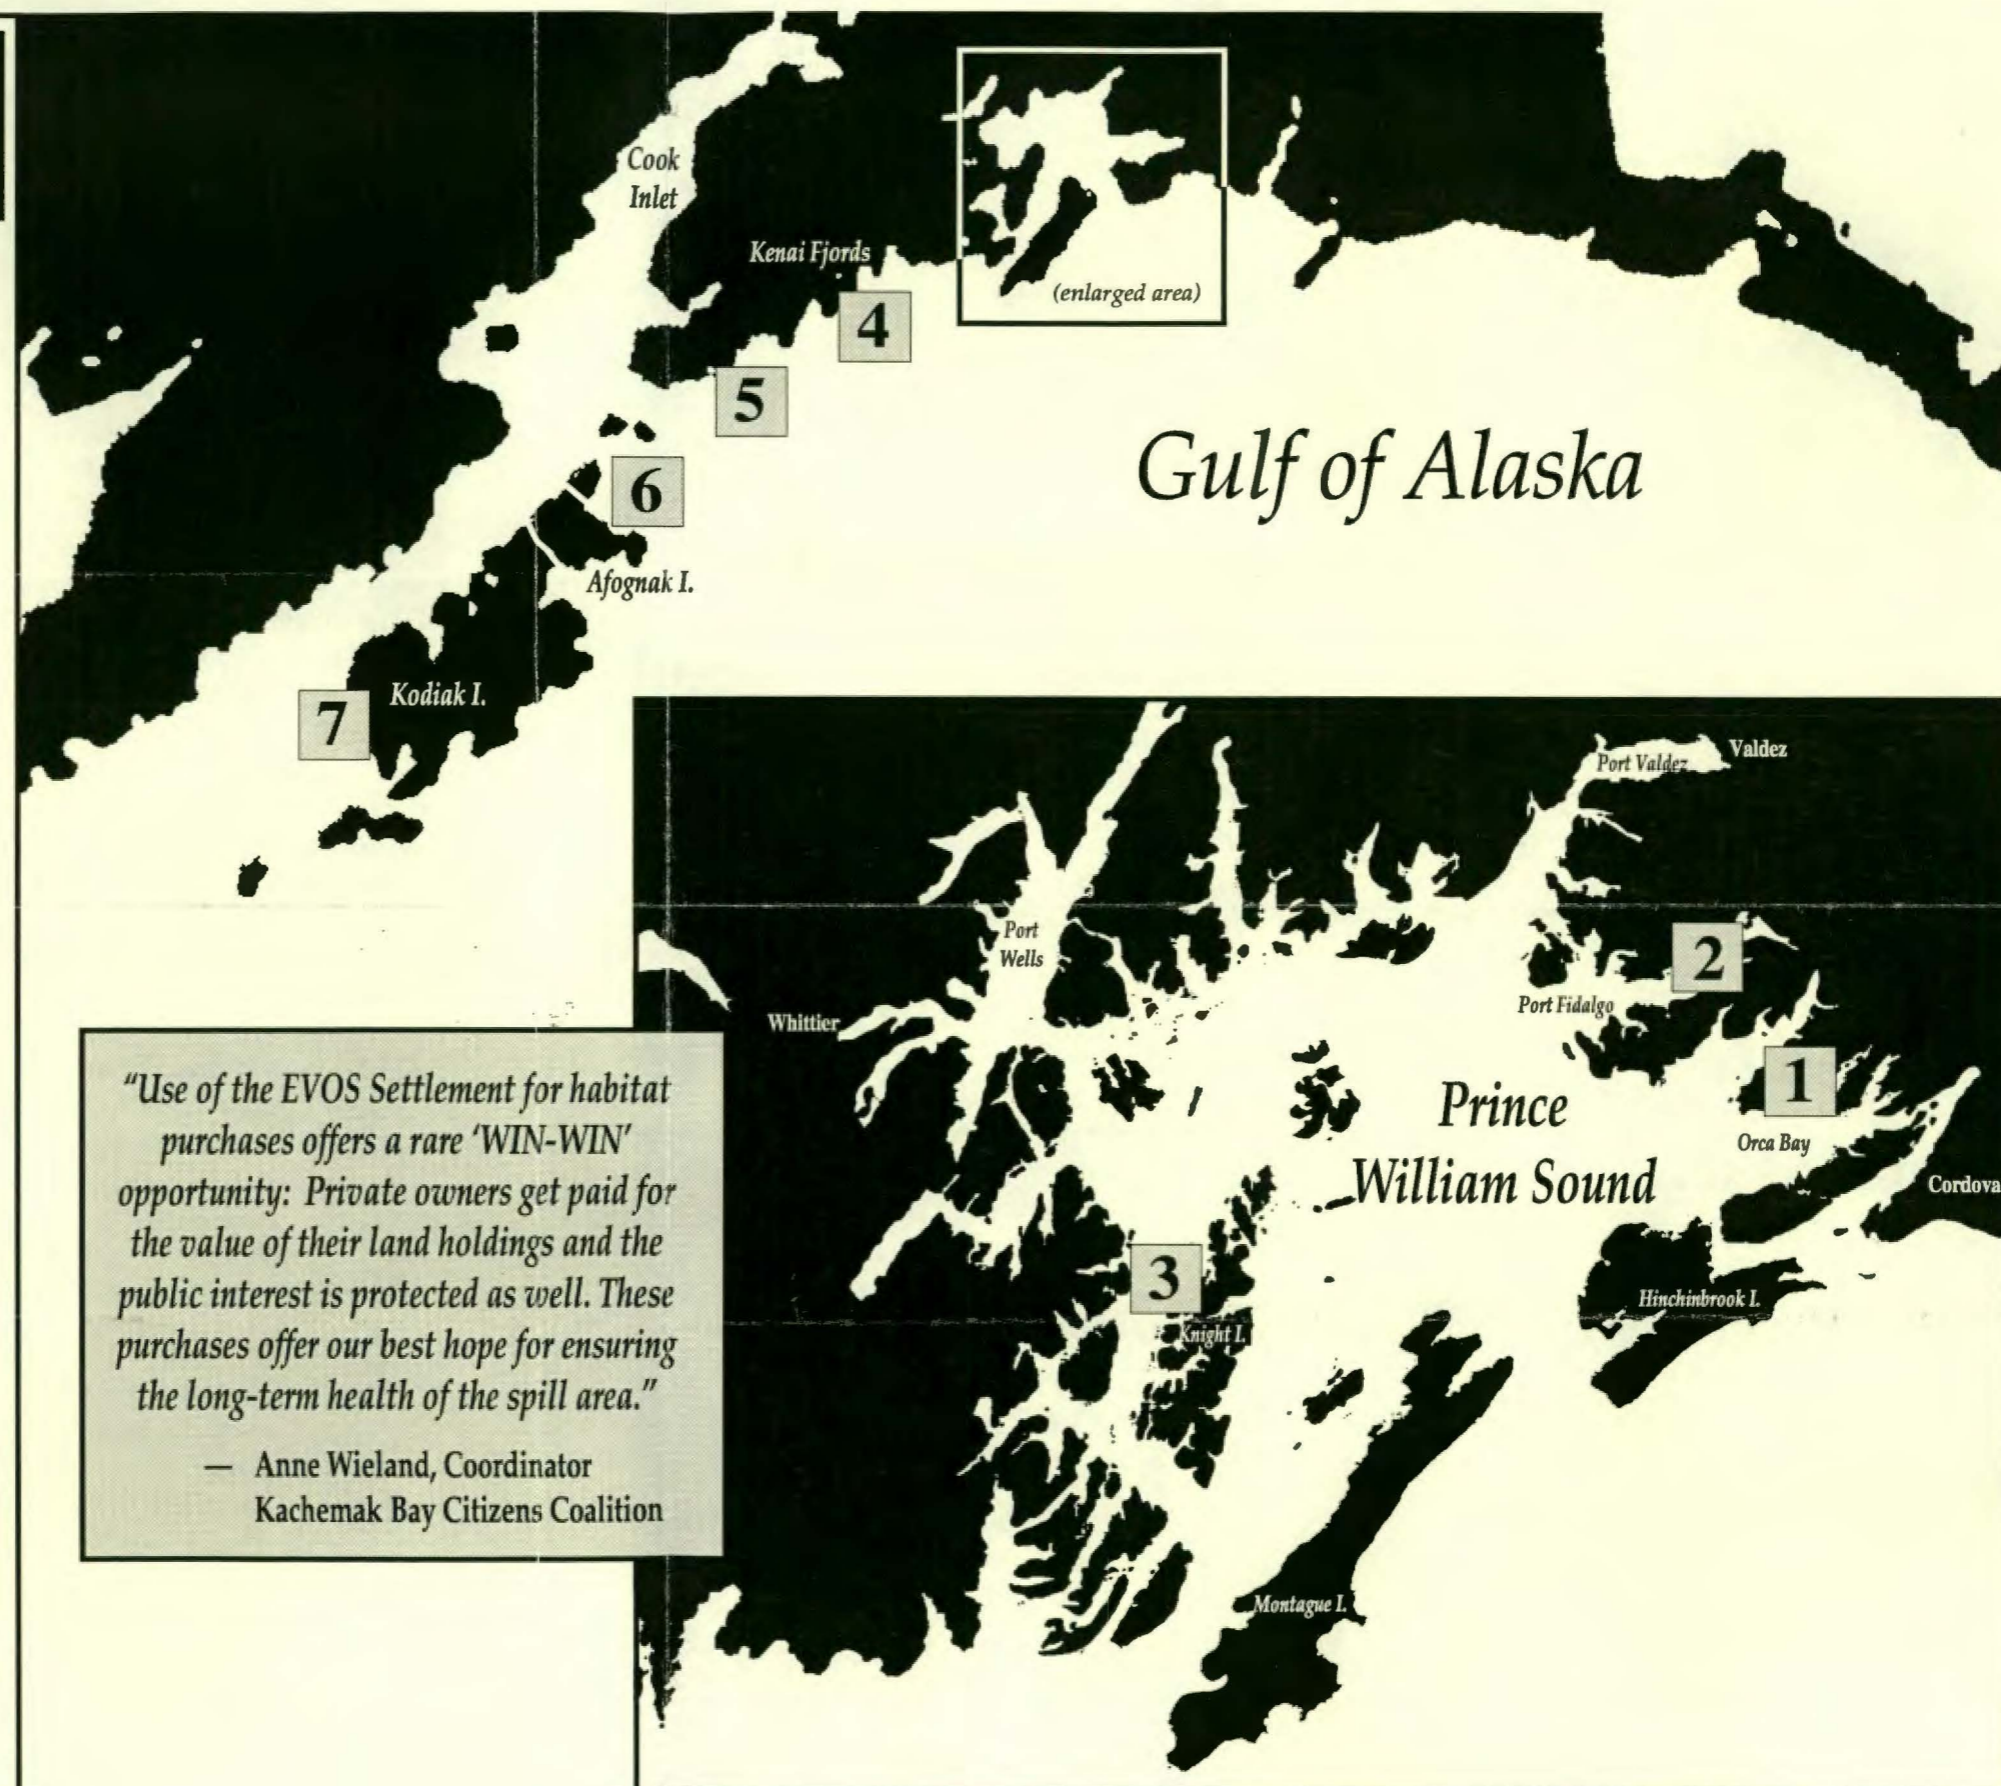 Cook
Inlet
Kenai Fjords
(enlarged area)
4
5
Gulf of Alaska
6
Afognak I.
Kodiak I.
7
Valdez
Port Valdez
Port
Wells
2
Port Fidalgo
Whittier
1
Prince
William Sound
Orca Bay
Cordova
3
Hinchinbrook I.
Knight I.
Montague I.
“Use of the EVOS Settlement for habitat
purchases offers a rare ‘WIN-WIN’
opportunity: Private owners get paid for
the value of their land holdings and the
public interest is protected as well. These
purchases offer our best hope for ensuring
the long-term health of the spill area.”
— Anne Wieland, Coordinator
Kachemak Bay Citizens Coalition